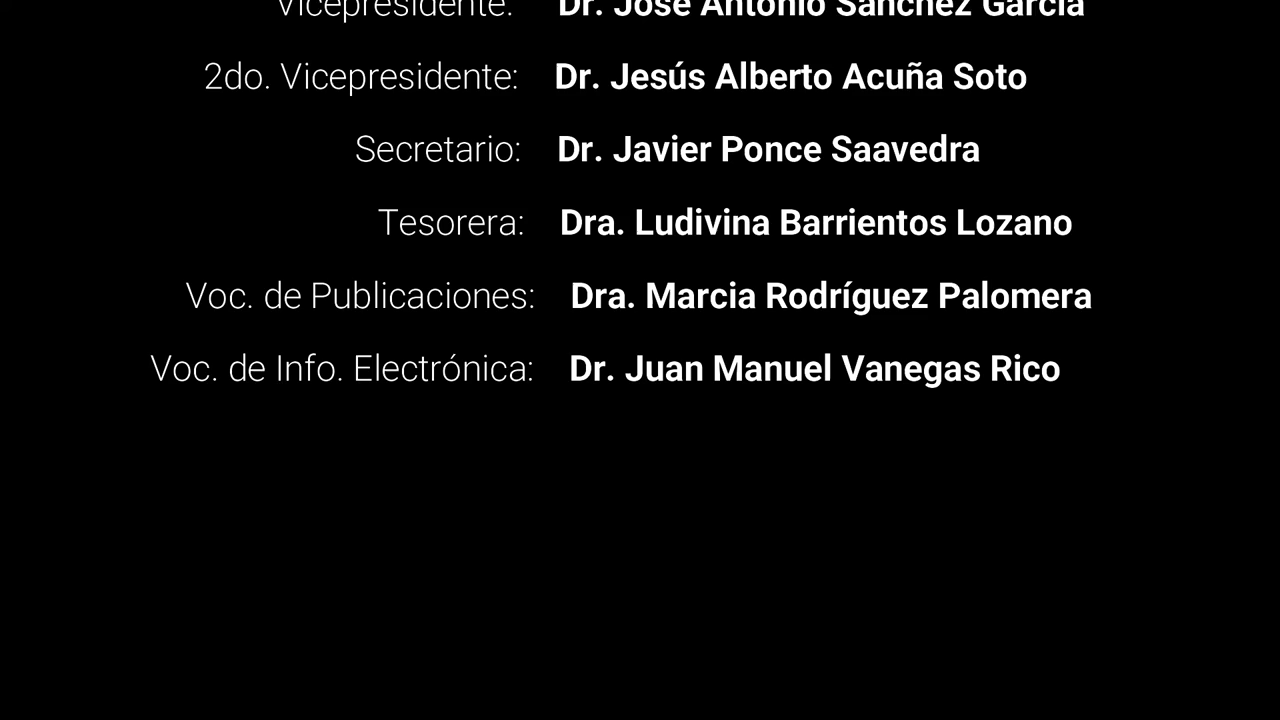 Vicepresidente: Dr. José Antonio Sánchez García
2do. Vicepresidente: Dr. Jesús Alberto Acuña Soto
Secretario: Dr. Javier Ponce Saavedra
Tesorera: Dra. Ludivina Barrientos Lozano
Voc. de Publicaciones: Dra. Marcia Rodríguez Palomera
Voc. de Info. Electrónica: Dr. Juan Manuel Vanegas Rico